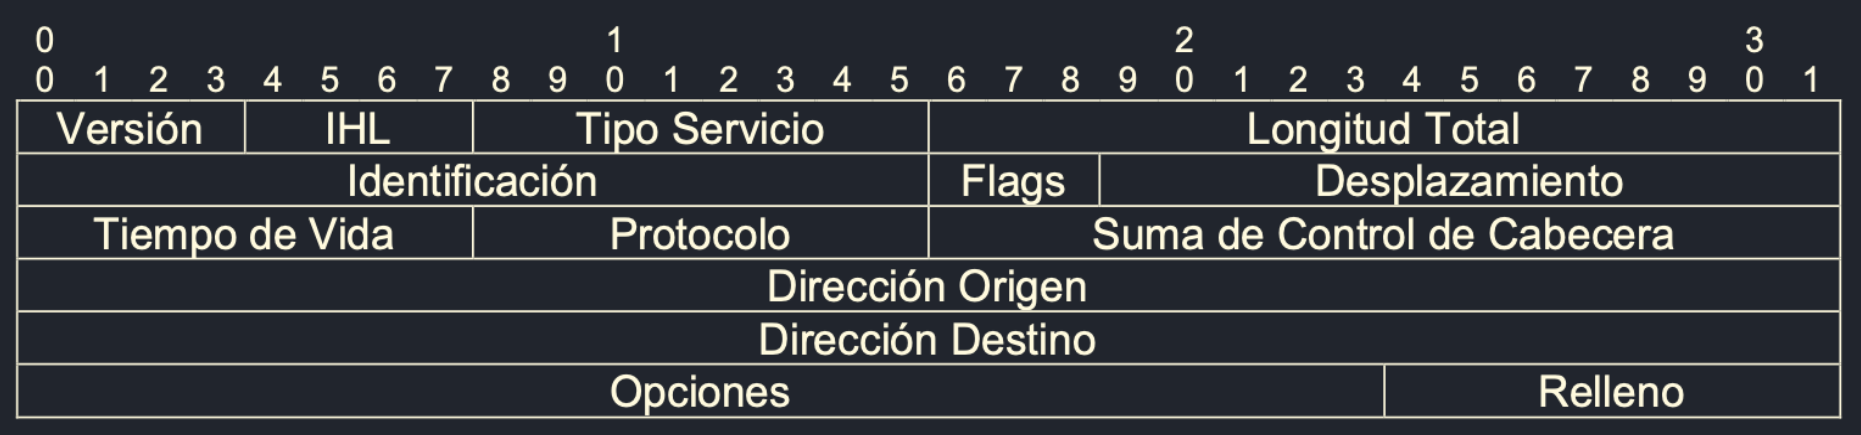 0 1 2 3
0 1 2 3 4 5 6 7 8 9 0 1 2 3 4 5 6 7 8 9 0 1 2 3 4 5 6 7 8 9 0 1
Versión IHL Tipo Servicio Longitud Total
Identificación Flags Desplazamiento
Tiempo de Vida Protocolo Suma de Control de Cabecera
Dirección Origen
Dirección Destino
Opciones Relleno